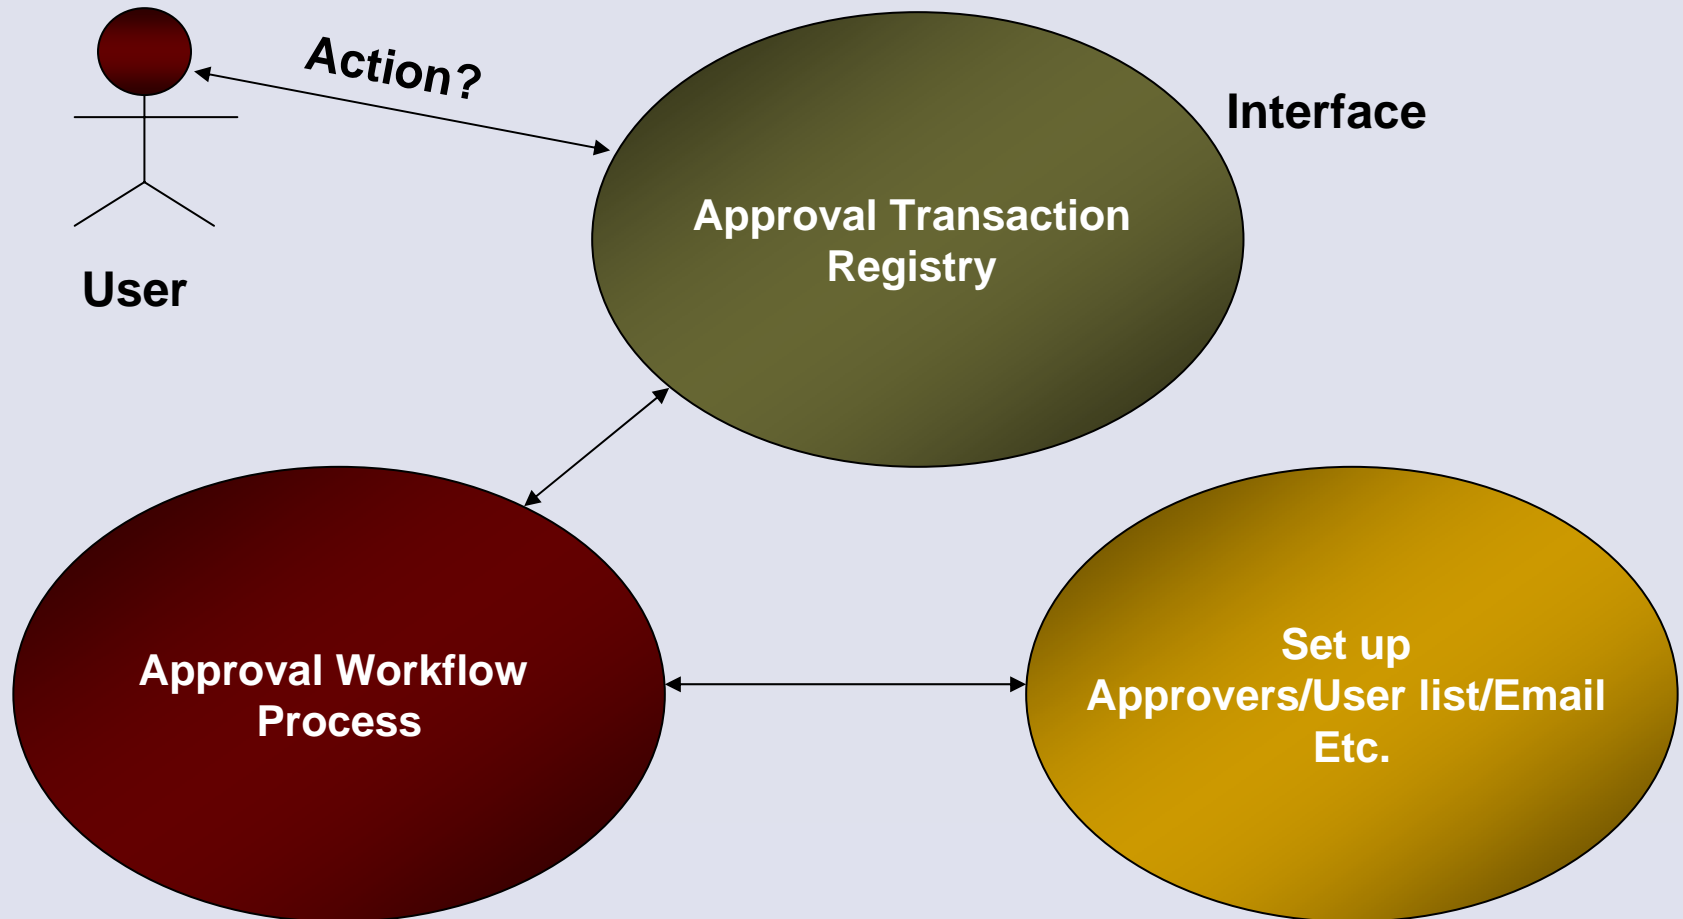 Action?
Interface
User
Approval Transaction
Registry
Approval Workflow
Process
Set up
Approvers/User list/Email
Etc.